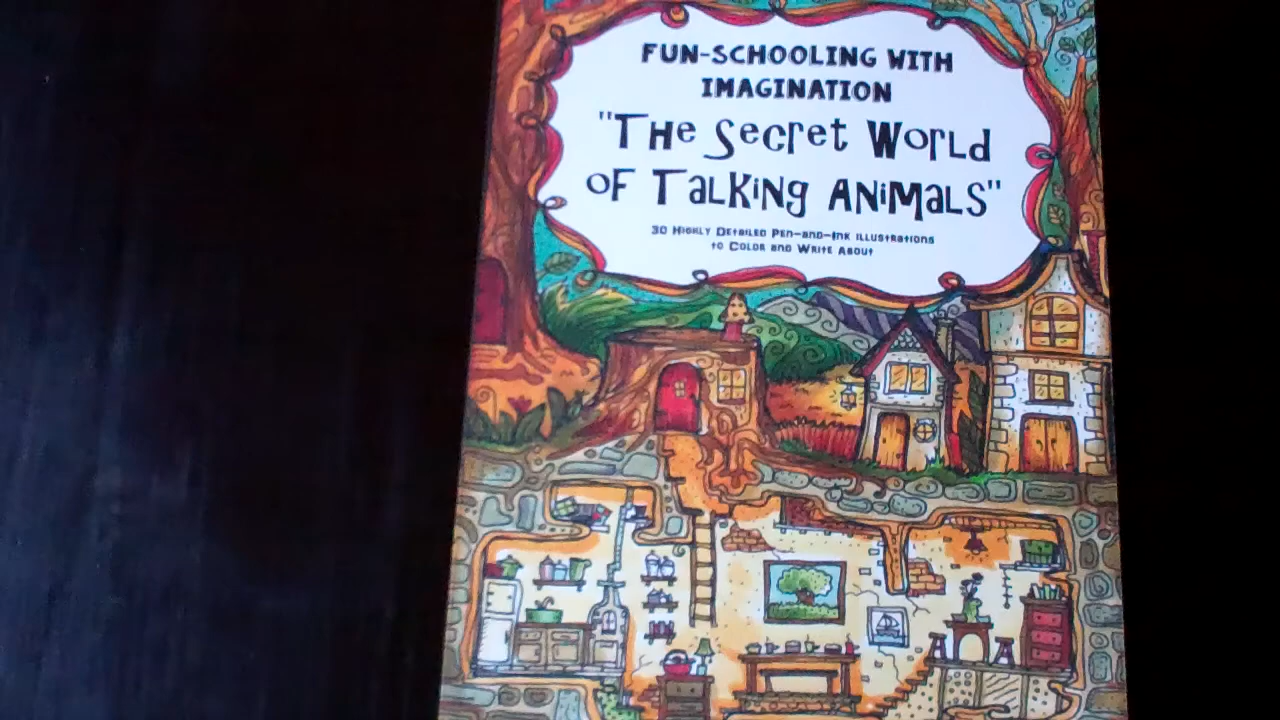 FUN-SCHOOLING WITH
IMAGINATION
"THe Secret World
oF TaLKiNg ANiMaLS"
30 Highly Detailed Pen-and-Ink Illustrations
to Color and Write About